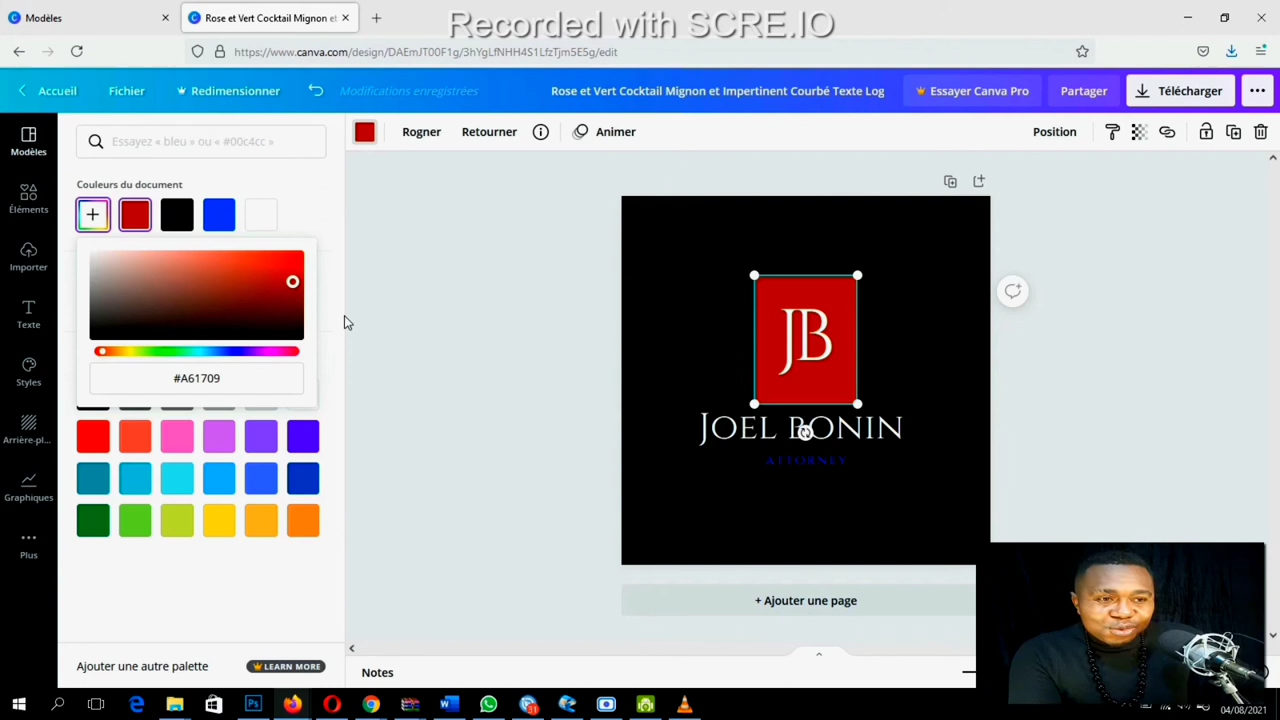 Recorded with SCRE.IO
Modèles
Rose et Vert Cocktail Mignon et
https://www.canva.com/design/DAEmJT00F1g/3hYgLfNHH4S1LfzTjm5E5g/edit
Accueil
Fichier
Redimensionner
Modifications enregistrées
Rose et Vert Cocktail Mignon et Impertinent Courbé Texte Log
Essayer Canva Pro
Partager
Télécharger
Modèles
Éléments
Importer
Texte
Styles
Arrière-pl...
Graphiques
Plus
Essayez « bleu » ou « #00c4cc »
Rogner
Retourner
Animer
Position
Couleurs du document
#A61709
JB
JOEL BONIN
ATTORNEY
+ Ajouter une page
Ajouter une autre palette
LEARN MORE
Notes
04/08/2021